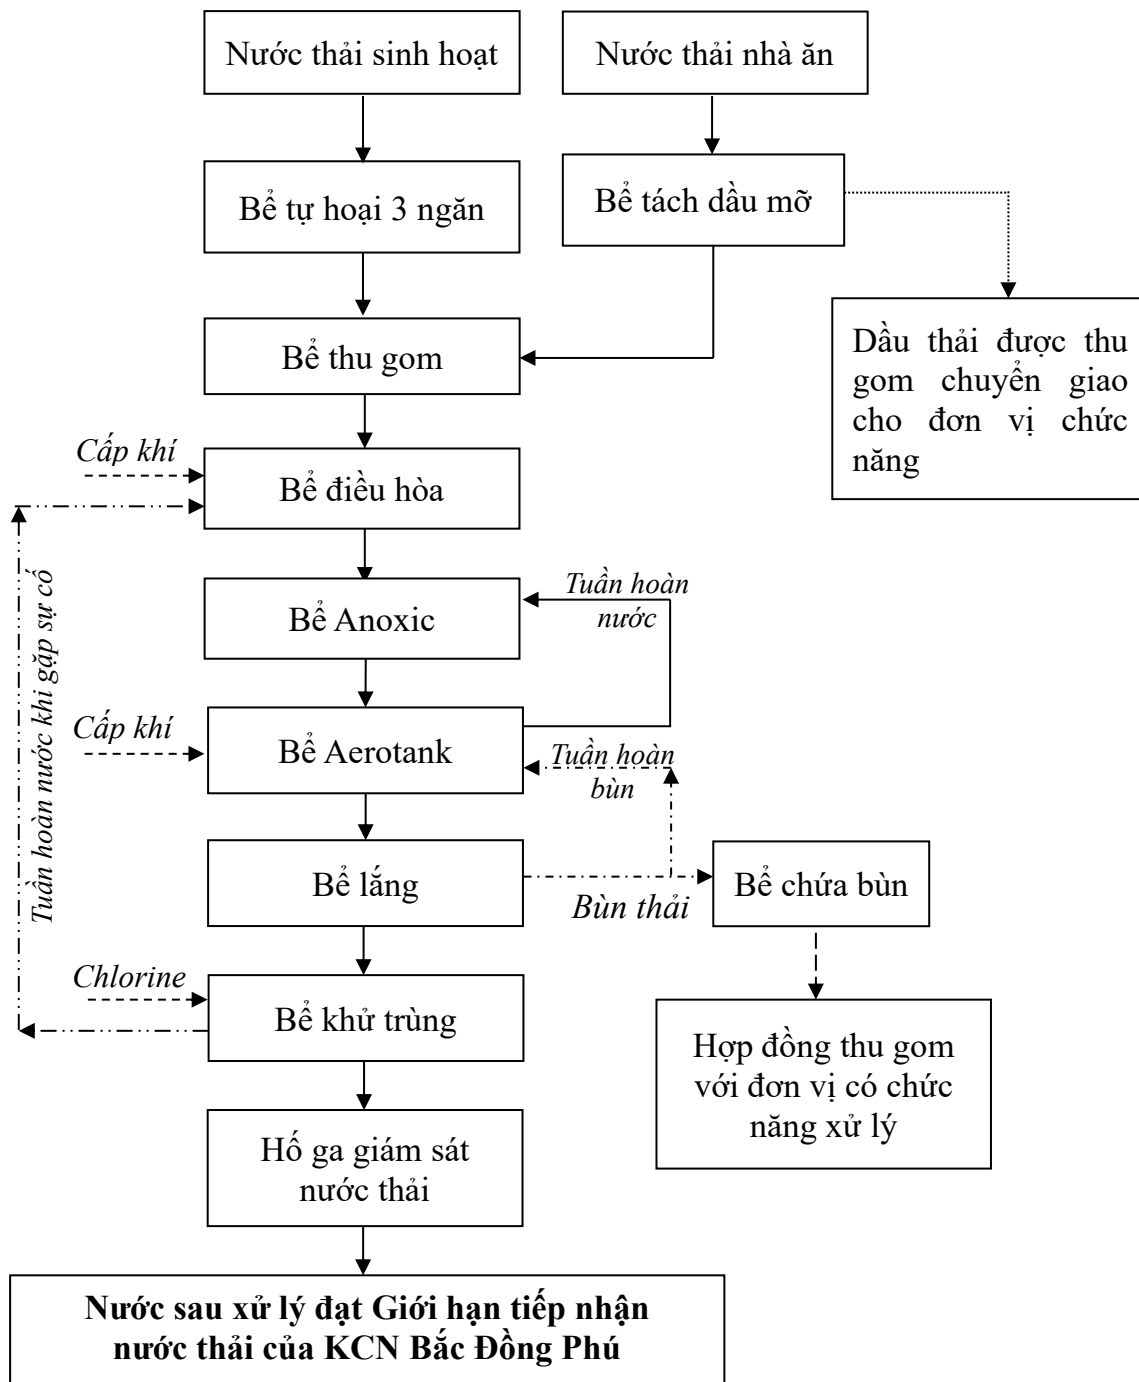 Nước thải sinh hoạt
Nước thải nhà ăn
Bể tự hoại 3 ngăn
Bể tách dầu mỡ
Bể thu gom
Dầu thải được thu
gom chuyển giao
cho đơn vị chức
năng
Cấp khí
Bể điều hòa
Tuần hoàn nước khi gặp sự cố
Bể Anoxic
Tuần hoàn
nước
Cấp khí
Bể Aerotank
Tuần hoàn
bùn
Bể lắng
Bùn thải
Bể chứa bùn
Chlorine
Bể khử trùng
Hợp đồng thu gom
với đơn vị có chức
năng xử lý
Hố ga giám sát
nước thải
Nước sau xử lý đạt Giới hạn tiếp nhận
nước thải của KCN Bắc Đồng Phú